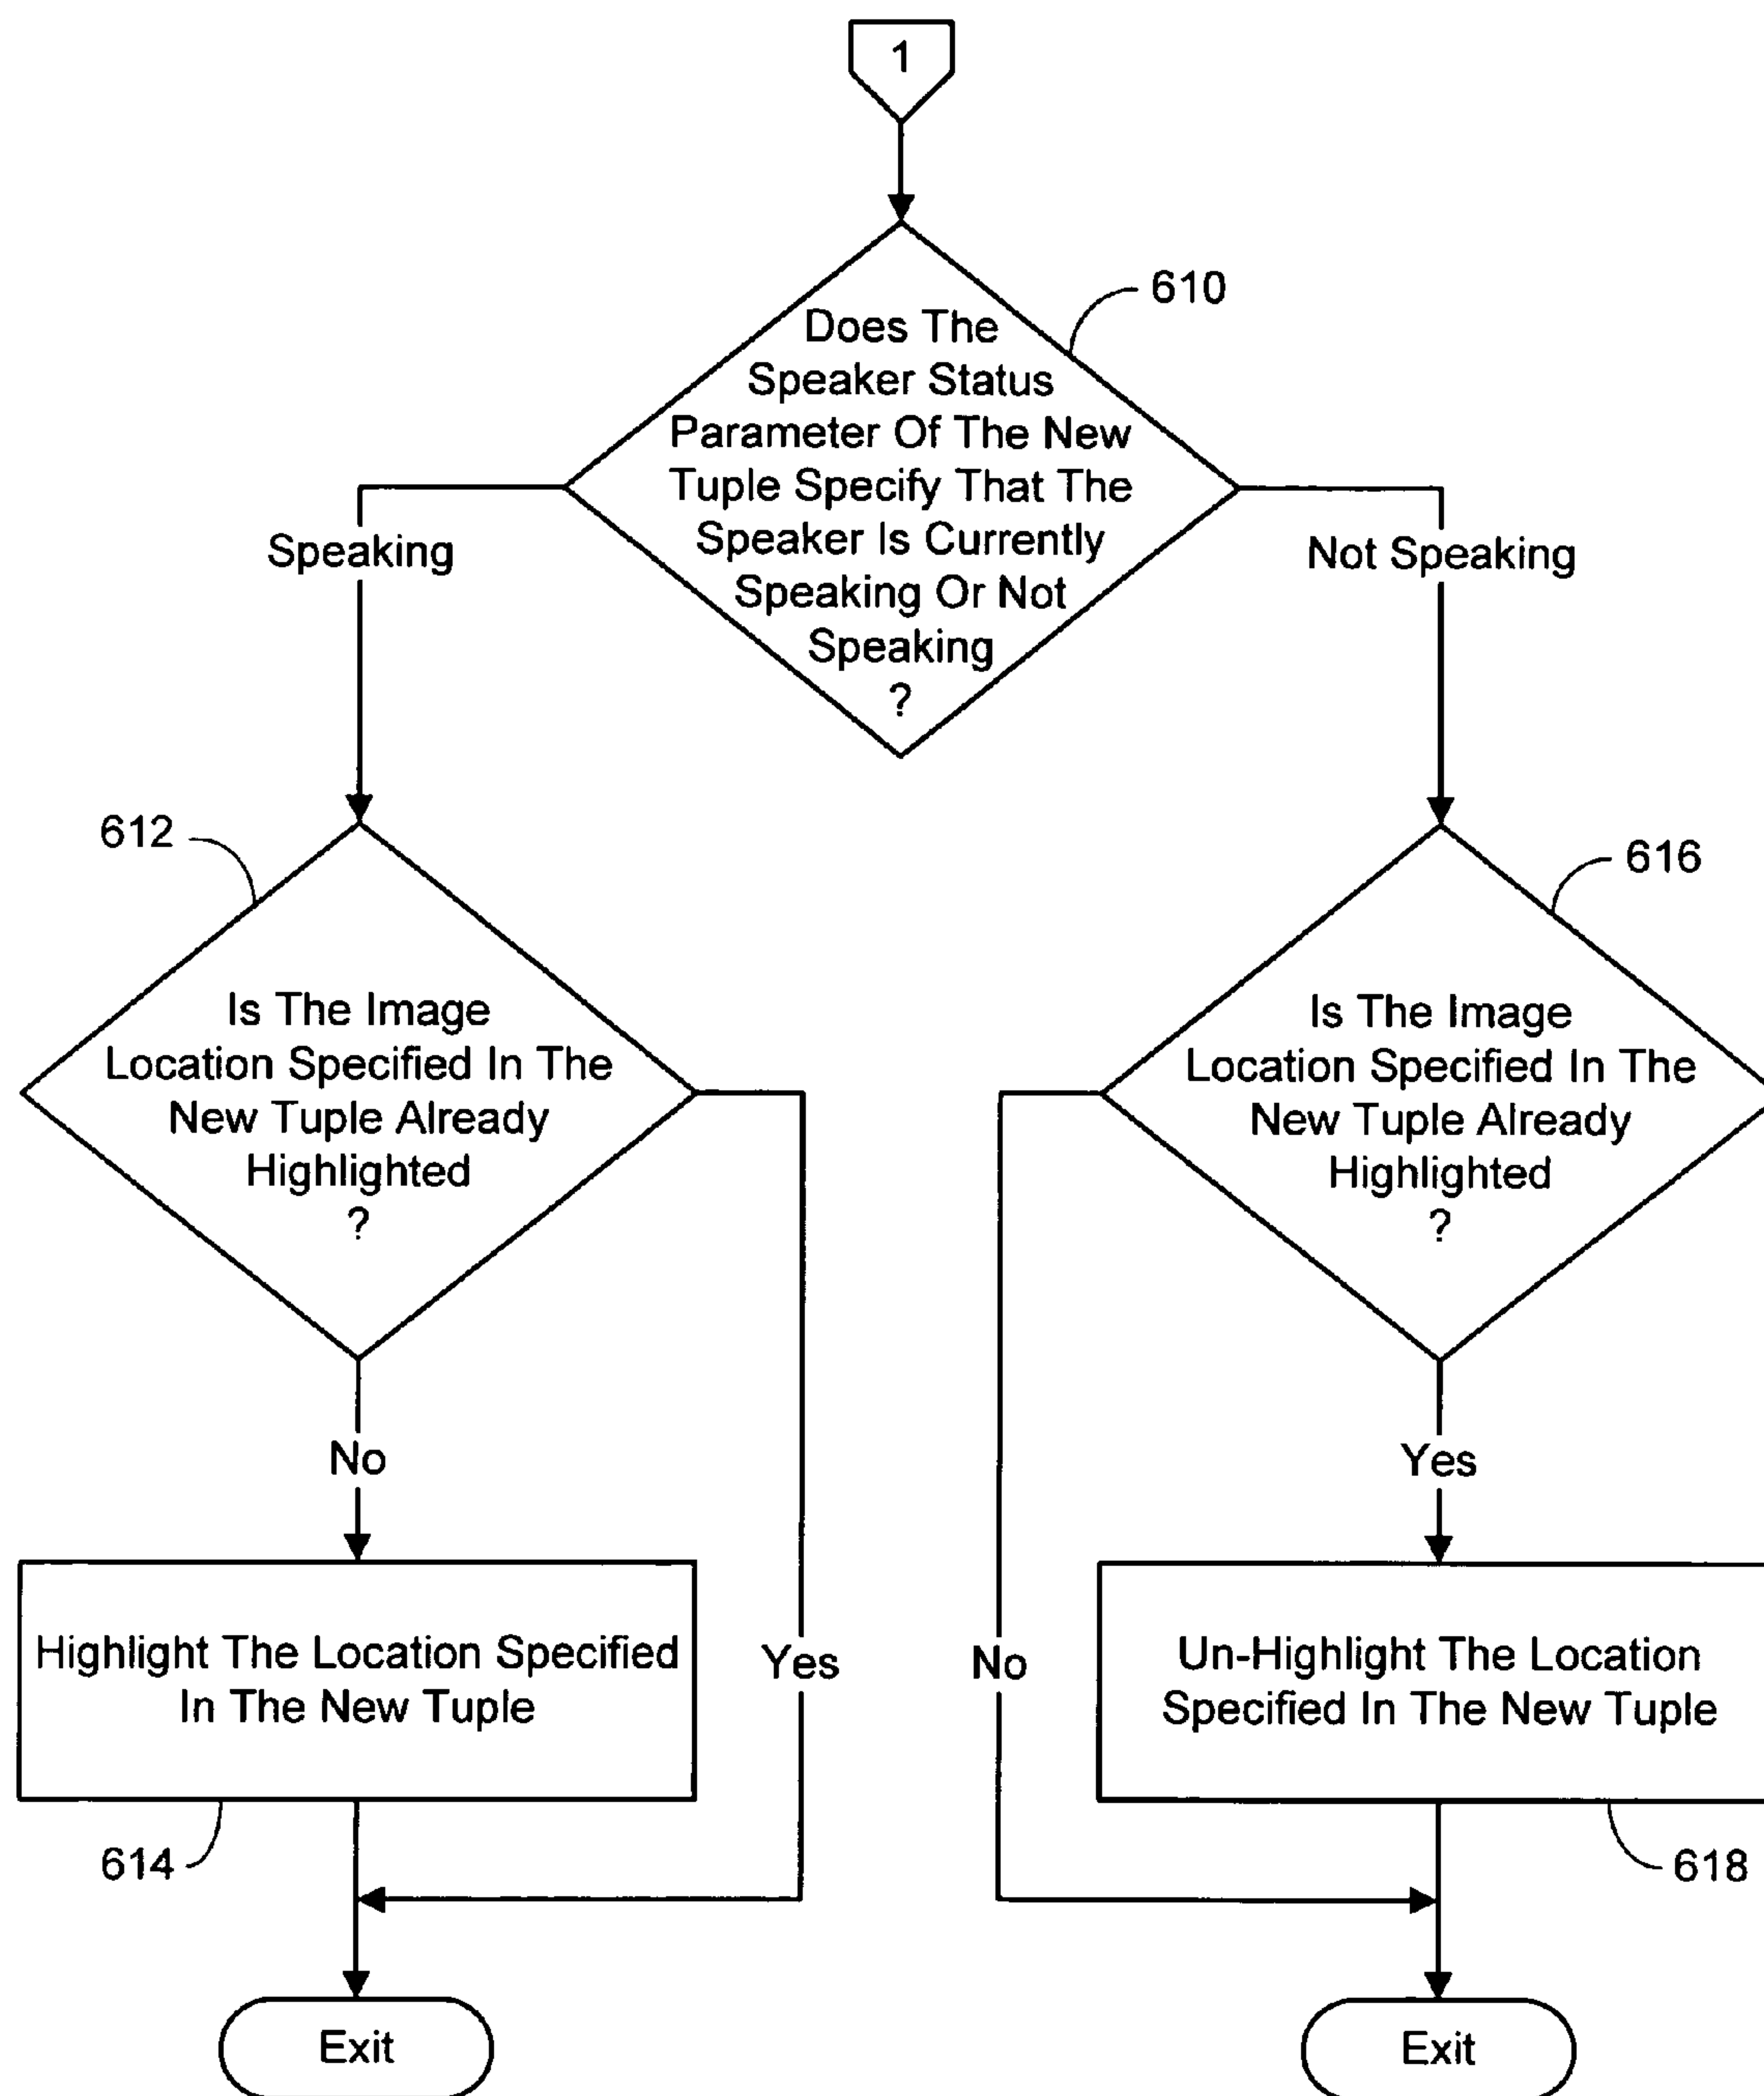 1
610
Does The
Speaker Status
Parameter Of The New
Tuple Specify That The
Speaker Is Currently
Speaking Or Not
Speaking
?
Speaking
Not Speaking
612
Is The Image
Location Specified In The
New Tuple Already
Highlighted
?
616
Is The Image
Location Specified In The
New Tuple Already
Highlighted
?
No
Yes
Highlight The Location Specified
In The New Tuple
Yes
No
Un-Highlight The Location
Specified In The New Tuple
614
618
Exit
Exit